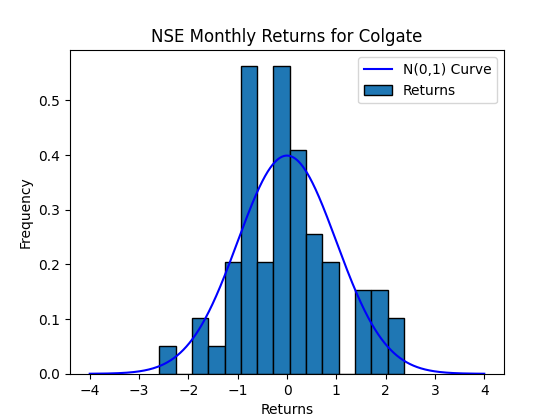 NSE Monthly Returns for Colgate
N(0,1) Curve
Returns
Frequency
0.5
0.4
0.3
0.2
0.1
0.0
−4 −3 −2 −1 0 1 2 3 4
Returns